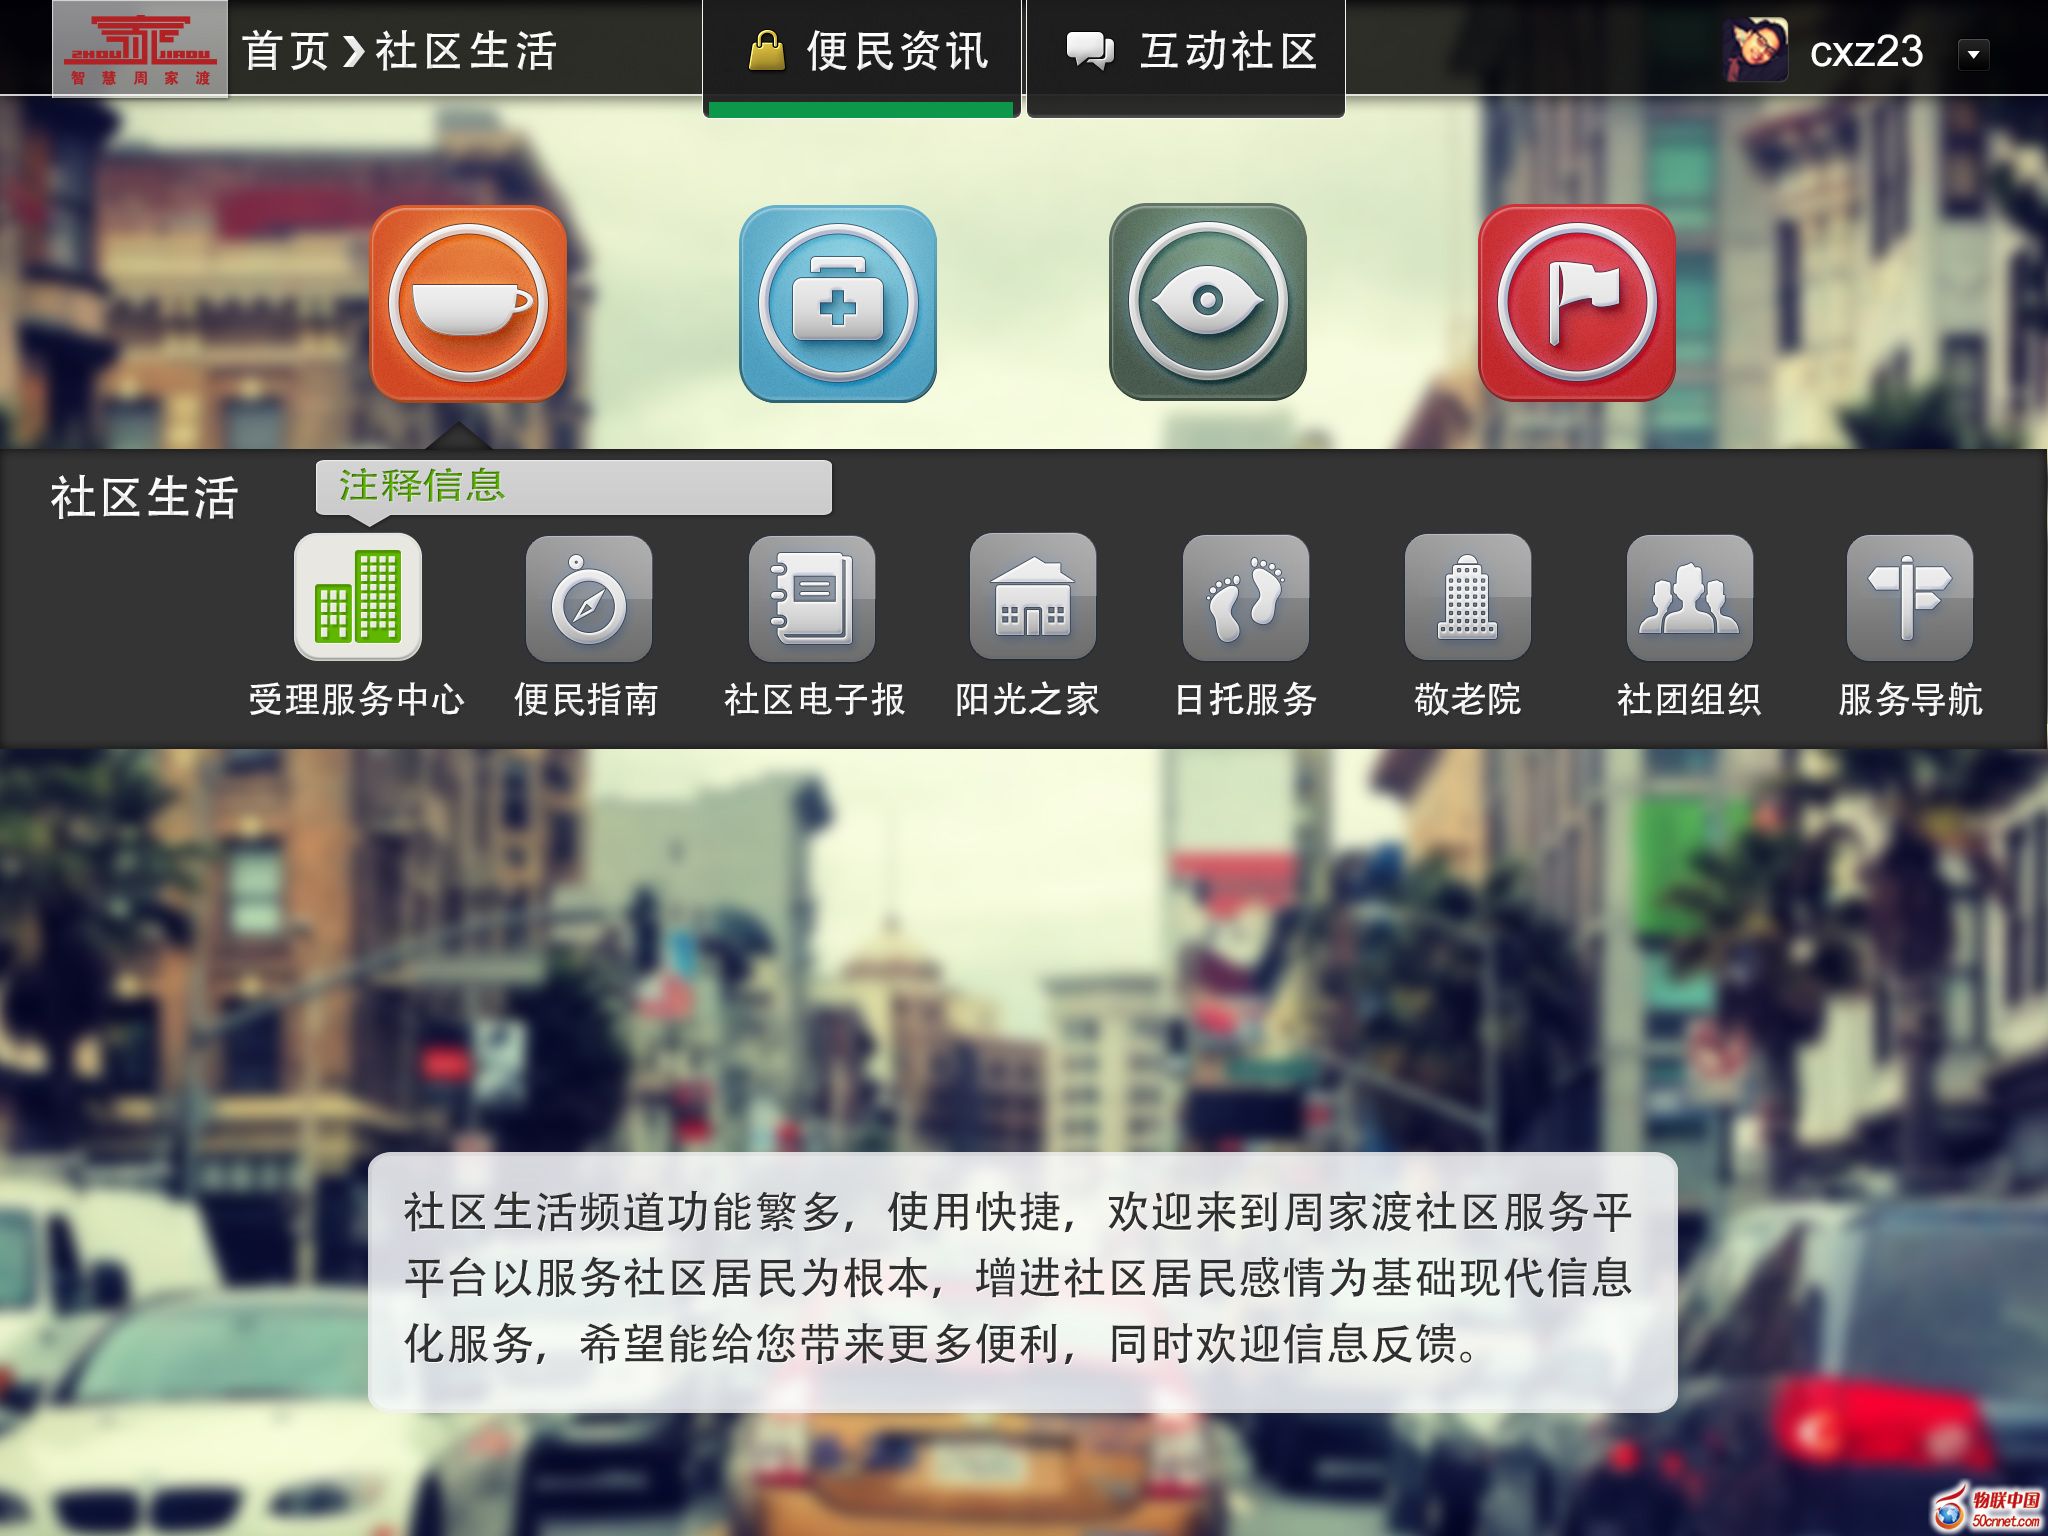 ZHOU JIADU
智慧周家渡
首页
社区生活
便民资讯
互动社区
cxz23
社区生活
注释信息
受理服务中心
便民指南
社区电子报
阳光之家
日托服务
敬老院
社团组织
服务导航
社区生活频道功能繁多，使用快捷，欢迎来到周家渡社区服务平
平台以服务社区居民为根本，增进社区居民感情为基础现代信息
化服务，希望能给您带来更多便利，同时欢迎信息反馈。
物联中国
50cnnet.com